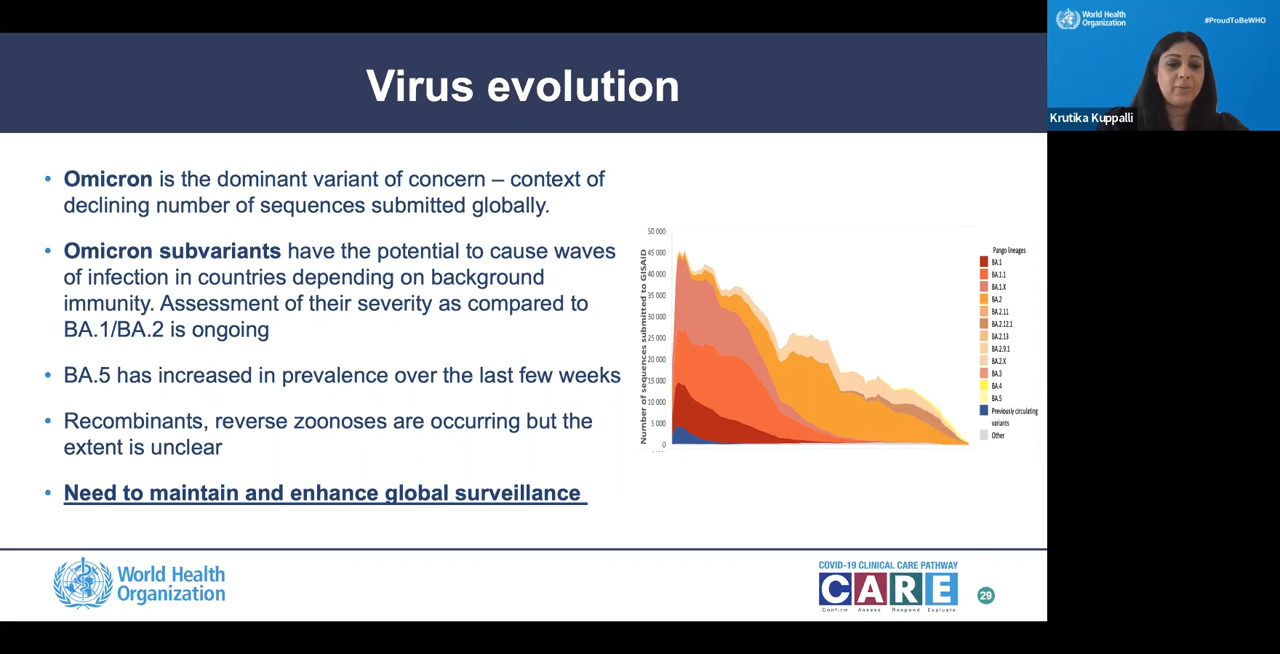 Virus evolution
World Health
Organization
#ProudToBeWHO
Krutika Kuppalli
• Omicron is the dominant variant of concern – context of
declining number of sequences submitted globally.
• Omicron subvariants have the potential to cause waves
of infection in countries depending on background
immunity. Assessment of their severity as compared to
BA.1/BA.2 is ongoing
• BA.5 has increased in prevalence over the last few weeks
• Recombinants, reverse zoonoses are occurring but the
extent is unclear
• Need to maintain and enhance global surveillance
Number of sequences submitted to GISAID
50 000
45 000
40 000
35 000
30 000
25 000
20 000
15 000
10 000
5 000
0
Pango lineages
BA.1
BA.1.1
BA.1.X
BA.2
BA.2.11
BA.2.12.1
BA.2.13
BA.2.9.1
BA.2.X
BA.3
BA.4
BA.5
Previously circulating
variants
Other
World Health
Organization
COVID-19 CLINICAL CARE PATHWAY
CARE
Confirm Assess Respond Evaluate
29